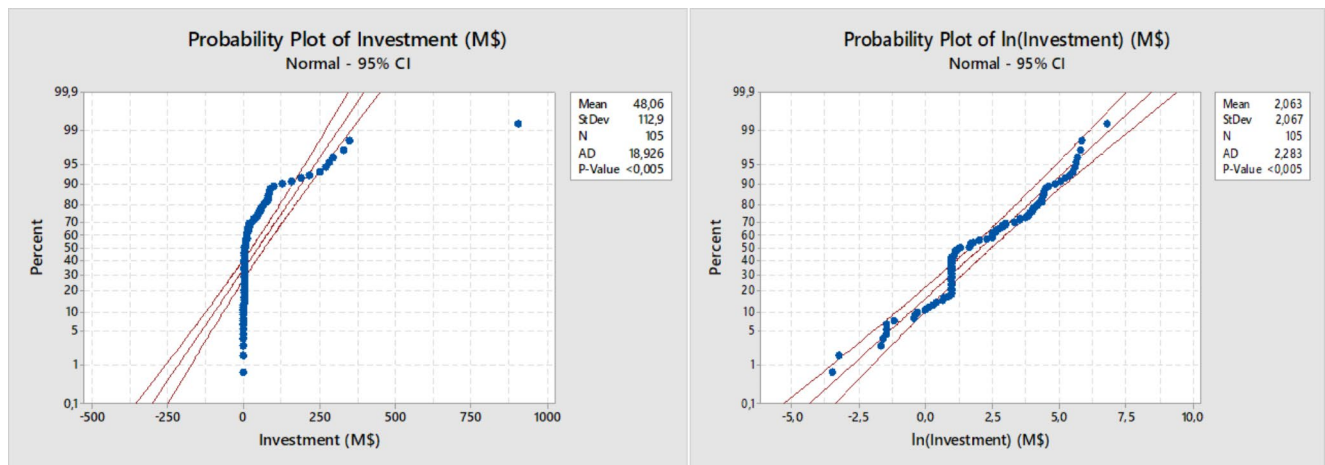 Probability Plot of Investment (M$)
Normal - 95% CI
99,9
99
95
90
80
70
60
50
40
30
20
10
5
1
0,1
Percent
-500
-250
0
250
500
750
1000
Investment (M$)
Mean 48,06
StDev 112,9
N 105
AD 18,926
P-Value <0,005
Probability Plot of ln(Investment) (M$)
Normal - 95% CI
99,9
99
95
90
80
70
60
50
40
30
20
10
5
1
0,1
Percent
-5,0
-2,5
0,0
2,5
5,0
7,5
10,0
ln(Investment) (M$)
Mean 2,063
StDev 2,067
N 105
AD 2,283
P-Value <0,005